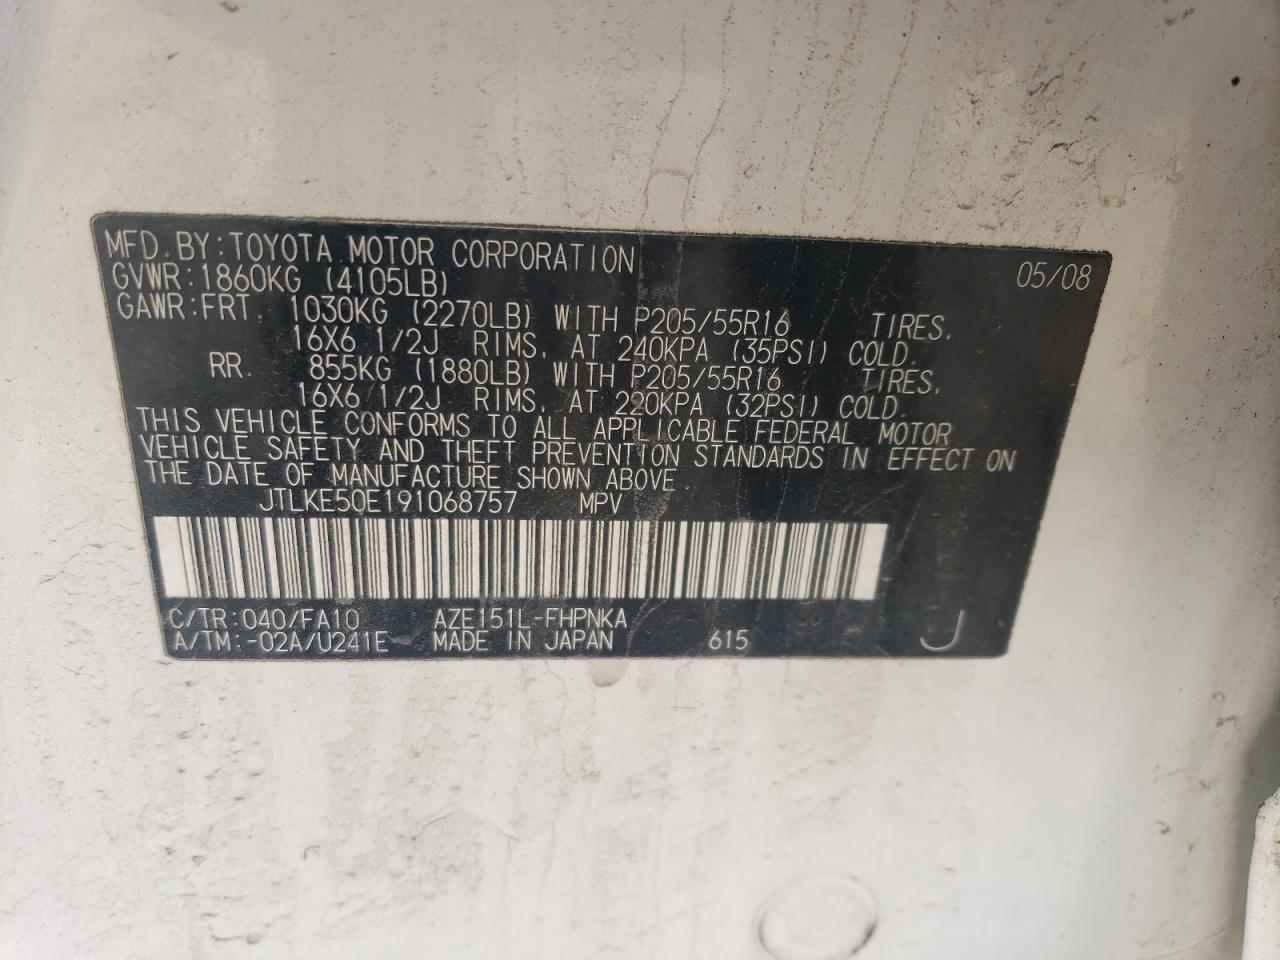 MFD. BY: TOYOTA MOTOR CORPORATION 05/08
GVWR: 1860KG (4105LB)
GAWR: FRT. 1030KG (2270LB) WITH P205/55R16 TIRES,
16X6 1/2J RIMS, AT 240KPA (35PSI) COLD.
RR. 855KG (1880LB) WITH P205/55R16 TIRES,
16X6 1/2J RIMS, AT 220KPA (32PSI) COLD.
THIS VEHICLE CONFORMS TO ALL APPLICABLE FEDERAL MOTOR
VEHICLE SAFETY AND THEFT PREVENTION STANDARDS IN EFFECT ON
THE DATE OF MANUFACTURE SHOWN ABOVE.
JTLKE50E191068757 MPV
C/TR: 040/FA10 AZE151L-FHPNKA
A/TM: -02A/U241E MADE IN JAPAN 615 J